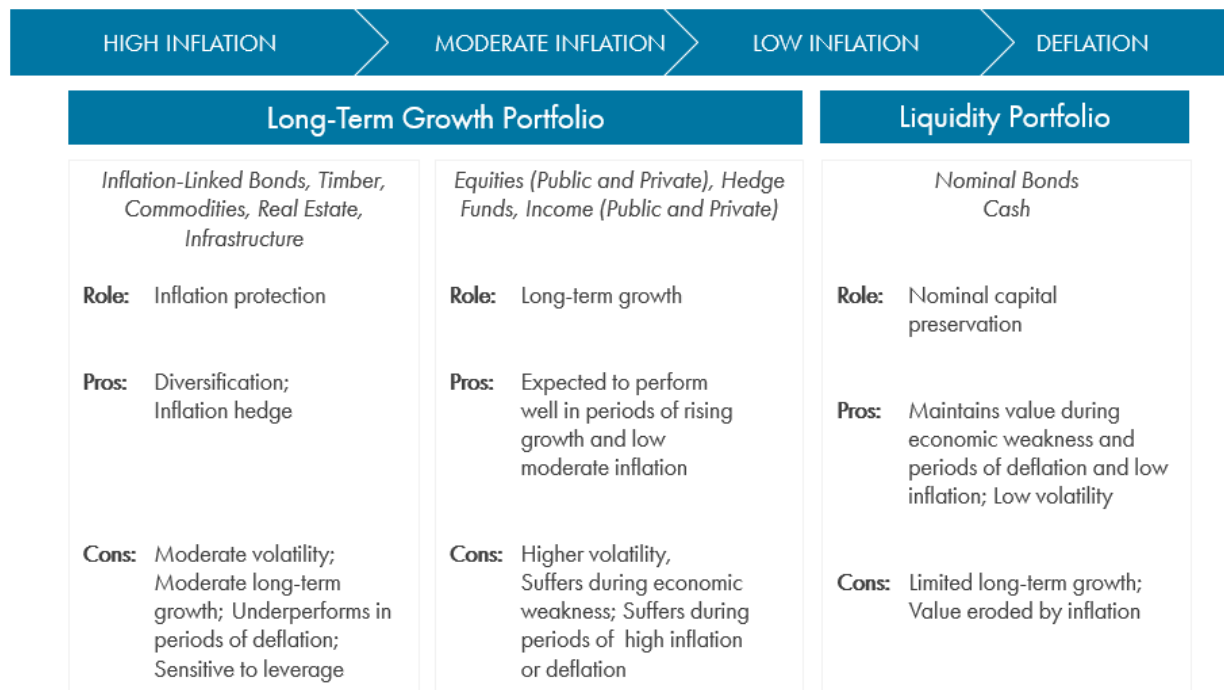 HIGH INFLATION
MODERATE INFLATION
LOW INFLATION
DEFLATION
Long-Term Growth Portfolio
Inflation-Linked Bonds, Timber,
Commodities, Real Estate,
Infrastructure
Role: Inflation protection
Pros: Diversification;
Inflation hedge
Cons: Moderate volatility;
Moderate long-term
growth; Underperforms in
periods of deflation;
Sensitive to leverage
Equities (Public and Private), Hedge
Funds, Income (Public and Private)
Role: Long-term growth
Pros: Expected to perform
well in periods of rising
growth and low
moderate inflation
Cons: Higher volatility,
Suffers during economic
weakness; Suffers during
periods of high inflation
or deflation
Liquidity Portfolio
Nominal Bonds
Cash
Role: Nominal capital
preservation
Pros: Maintains value during
economic weakness and
periods of deflation and low
inflation; Low volatility
Cons: Limited long-term growth;
Value eroded by inflation